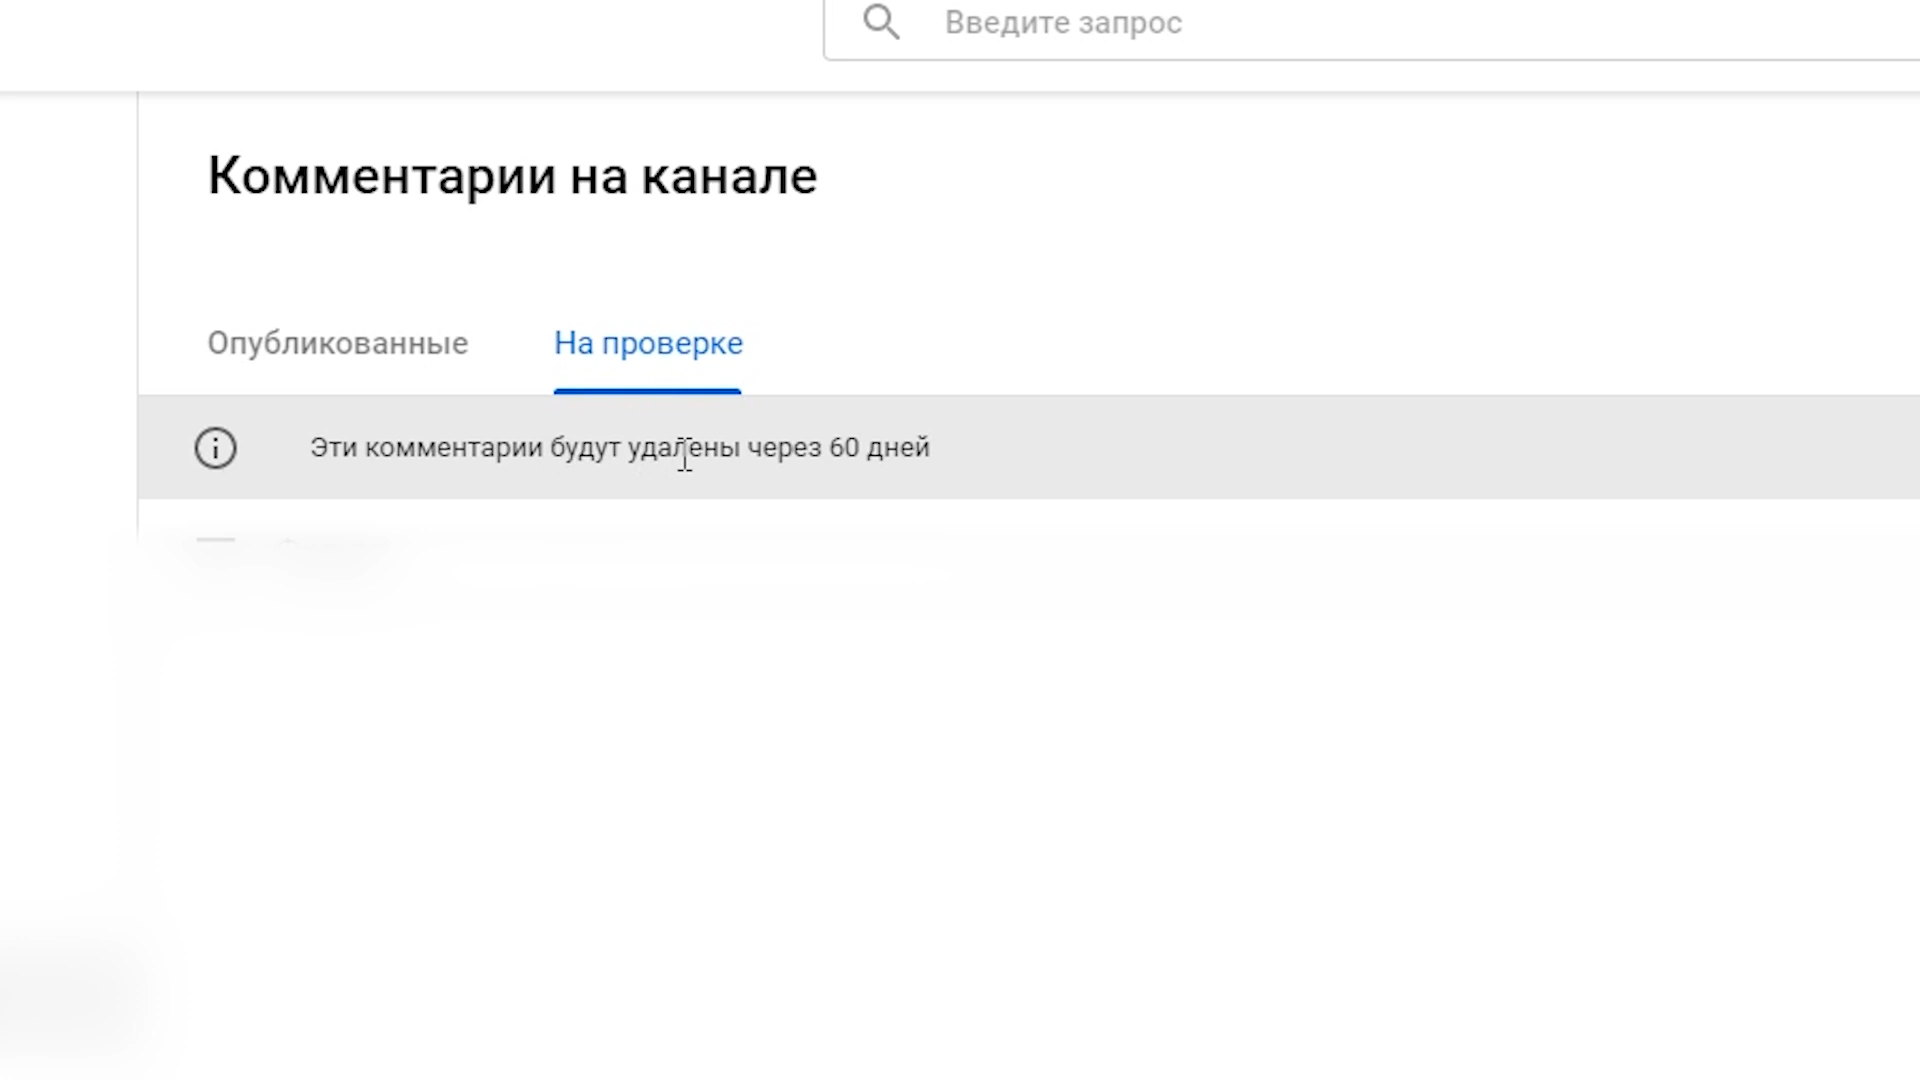 Введите запрос
Комментарии на канале
Опубликованные На проверке
Эти комментарии будут удалены через 60 дней